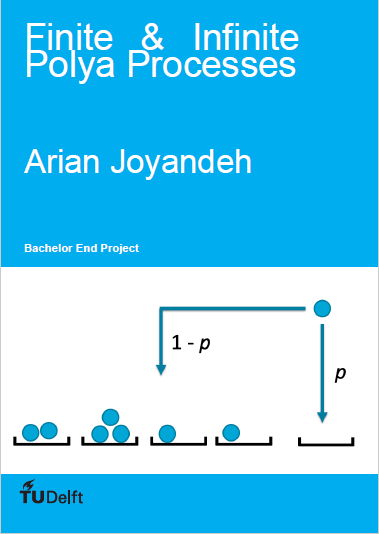 Finite & Infinite
Polya Processes
Arian Joyandeh
Bachelor End Project
1 - p
p
TU Delft